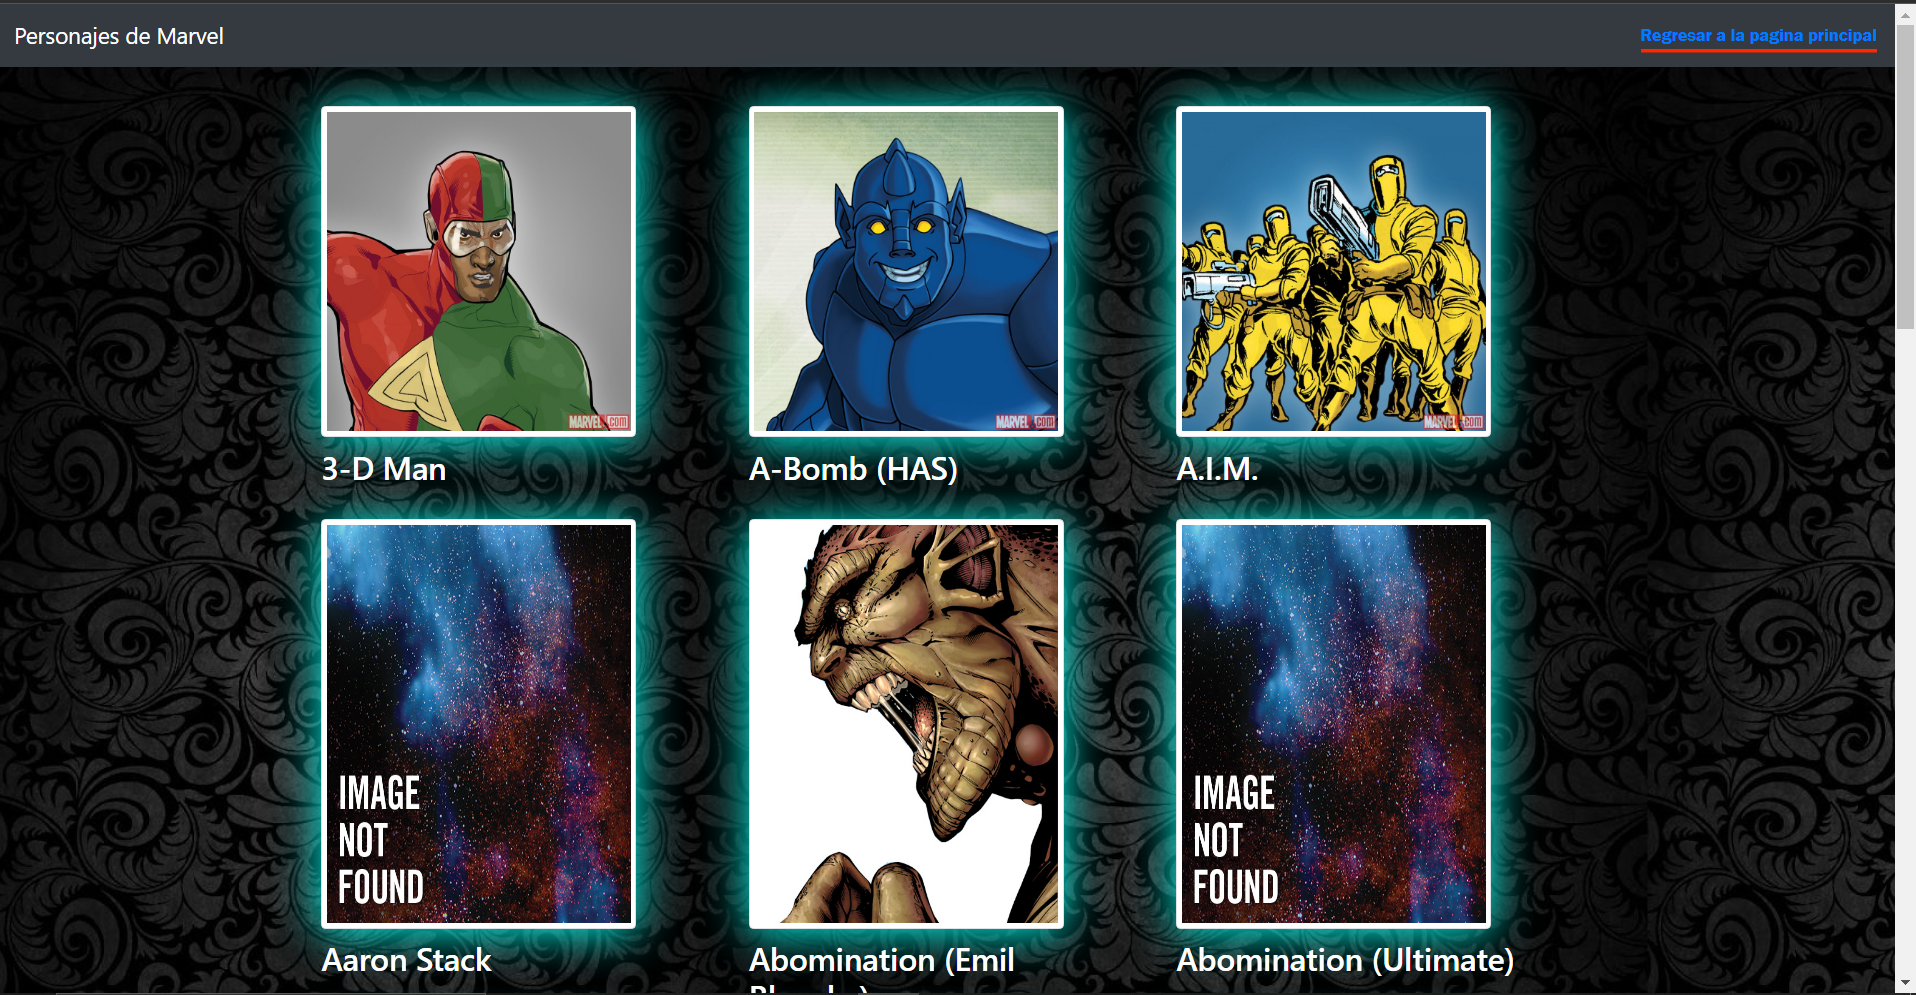 Personajes de Marvel
Regresar a la pagina principal
MARVEL.com
MARVEL.com
MARVEL.com
3-D Man
A-Bomb (HAS)
A.I.M.
IMAGE
NOT
FOUND
IMAGE
NOT
FOUND
Aaron Stack
Abomination (Emil
Abomination (Ultimate)